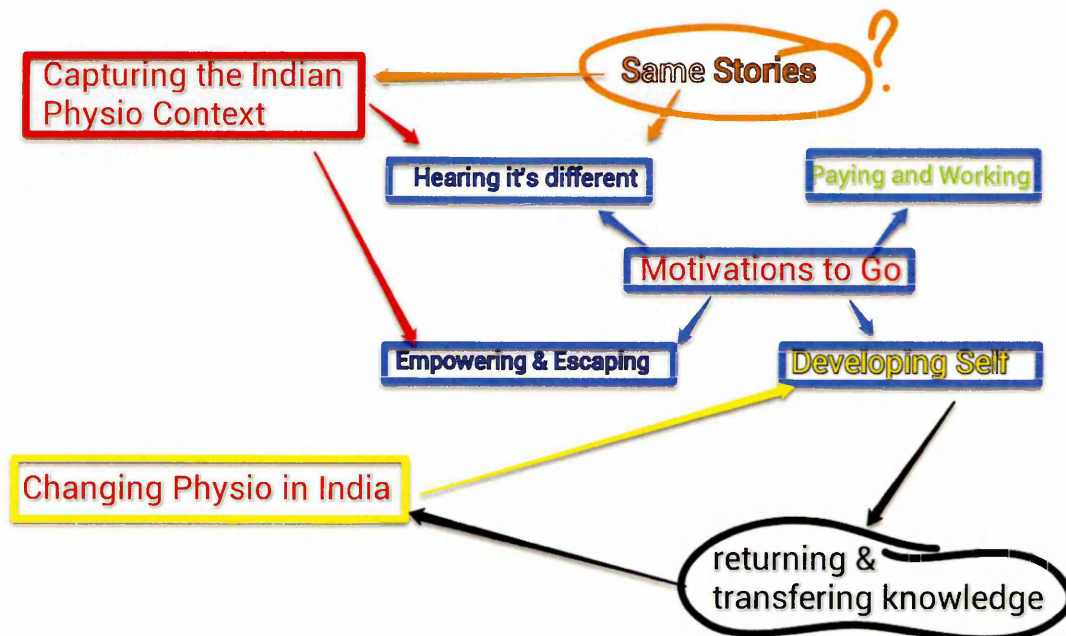 Same Stories
?
Capturing the Indian
Physio Context
Hearing it's different
Paying and Working
Motivations to Go
Empowering & Escaping
Developing Self
Changing Physio in India
returning &
transfering knowledge